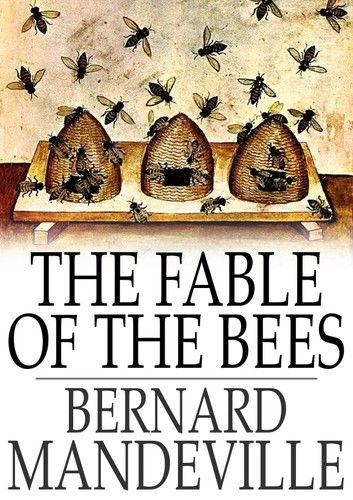 THE FABLE
OF THE BEES
BERNARD
MANDEVILLE